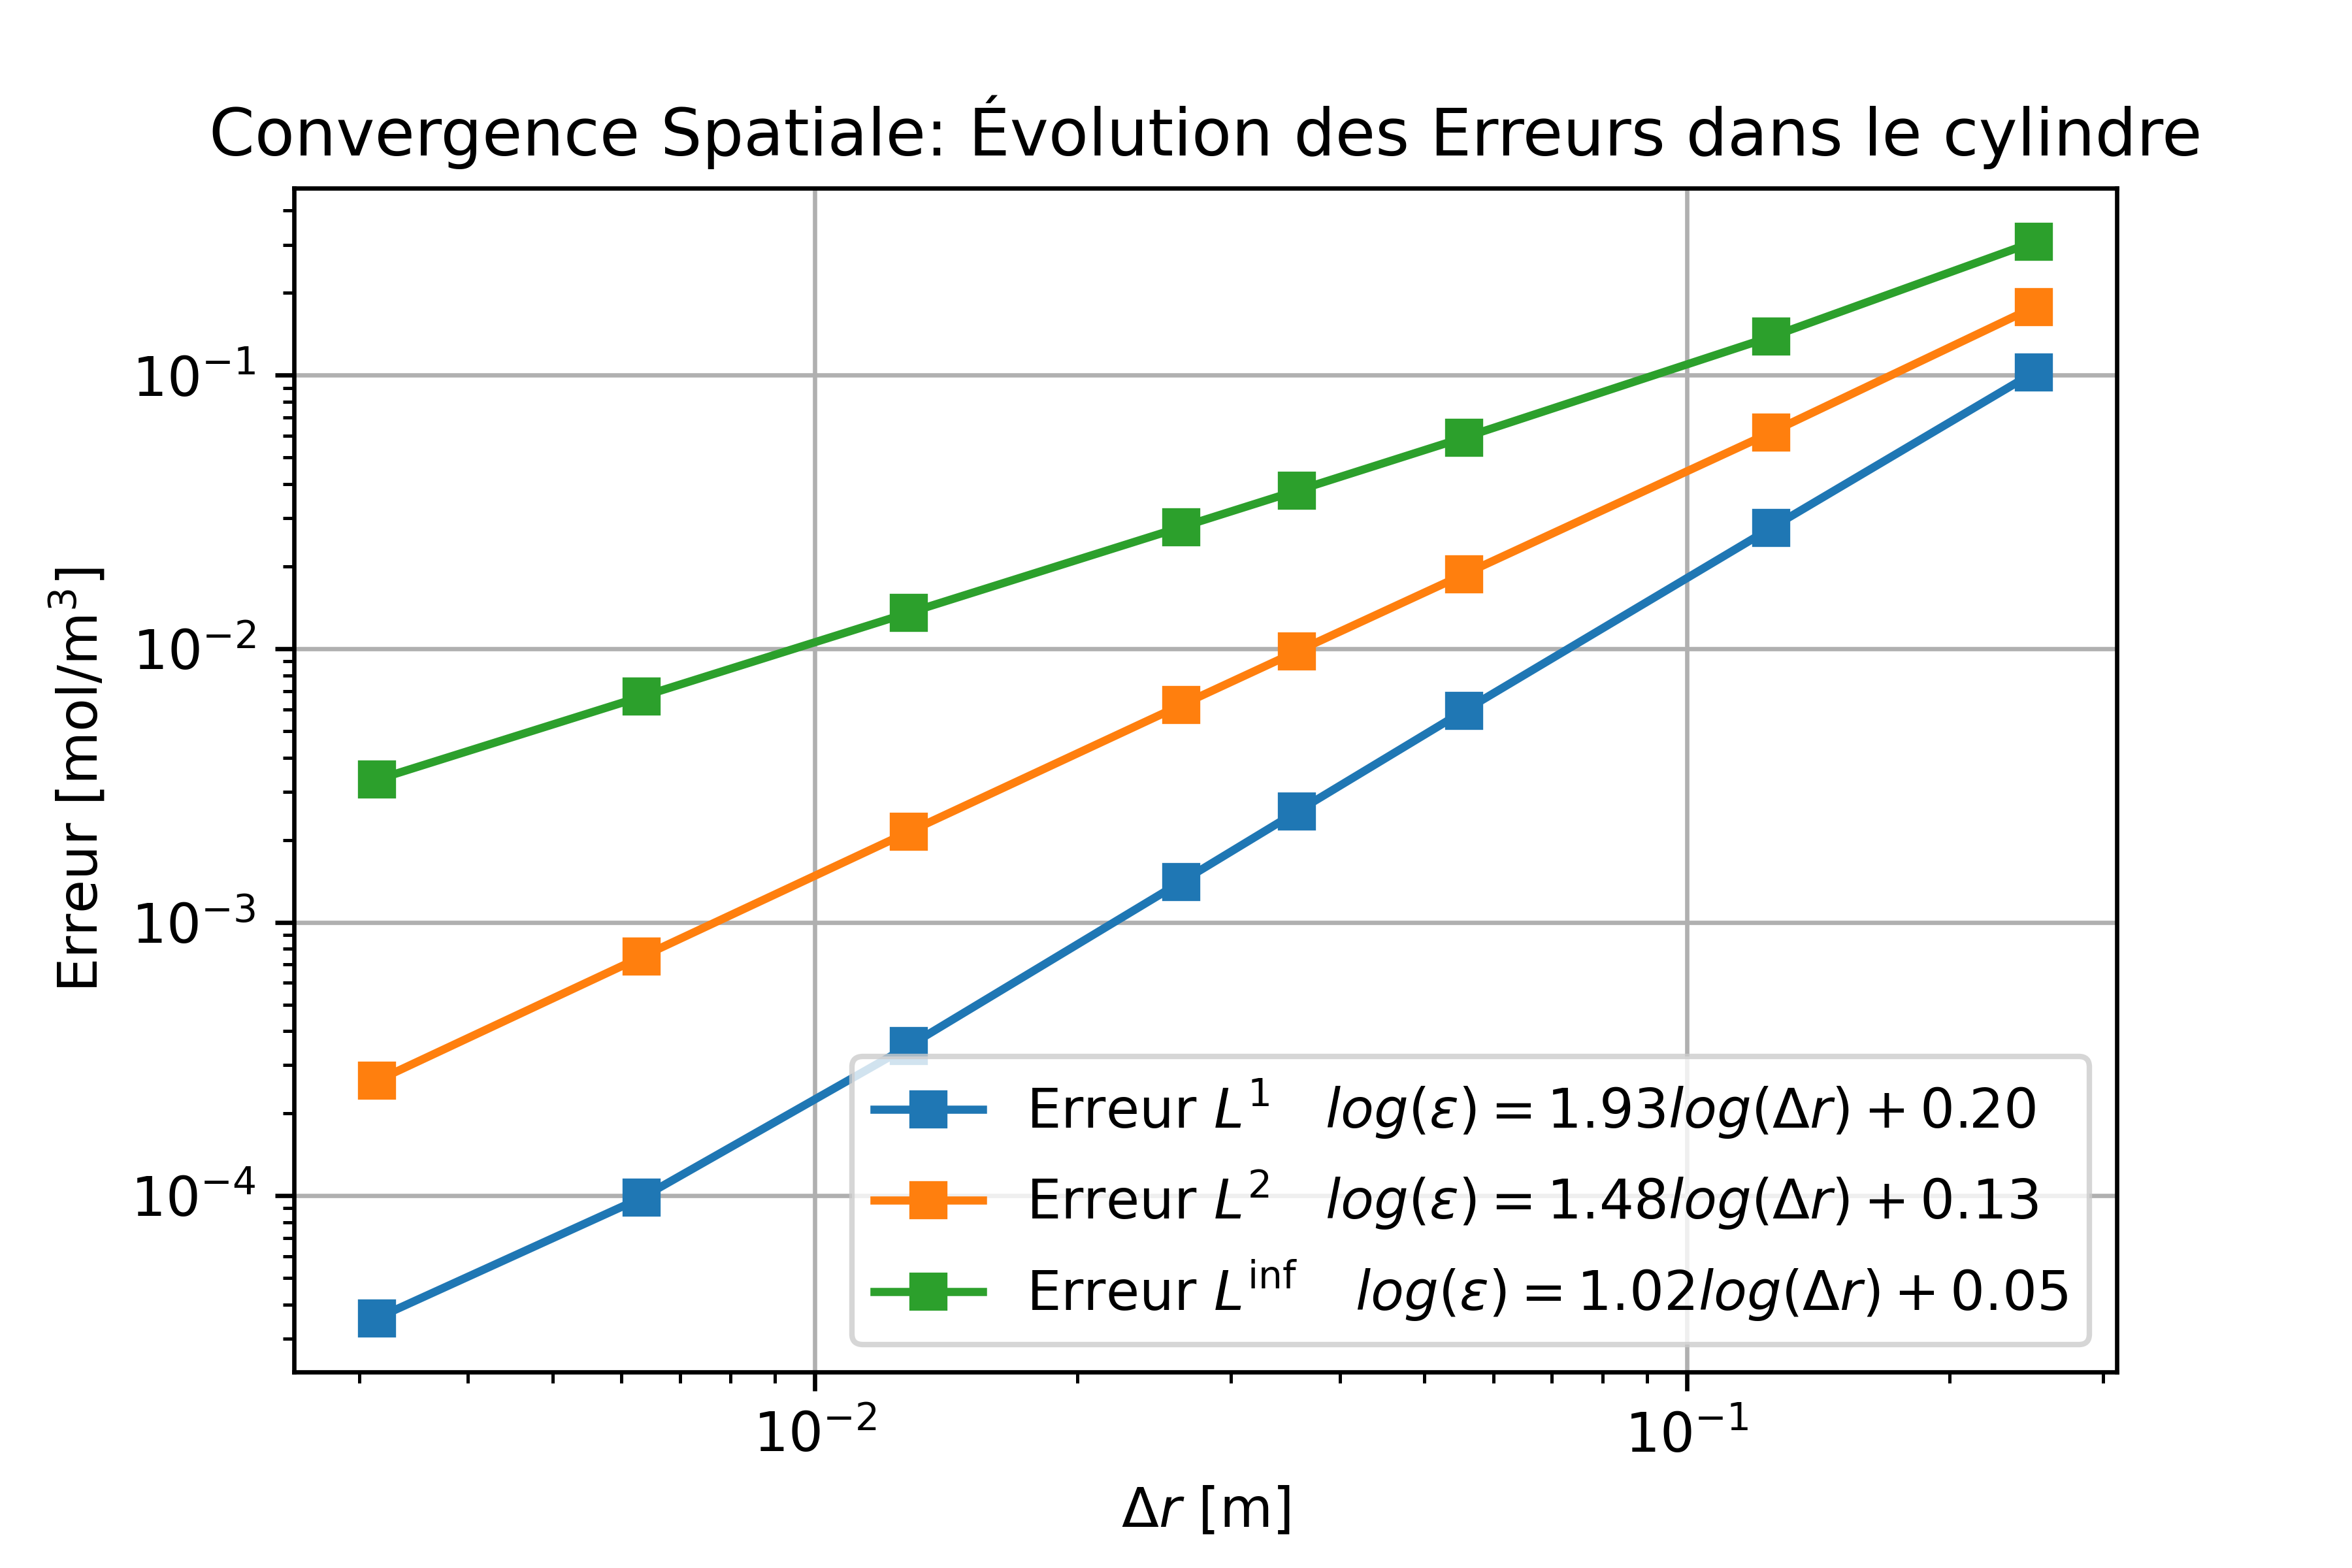 Convergence Spatiale: Évolution des Erreurs dans le cylindre
Erreur [mol/m³]
10⁻¹
10⁻²
10⁻³
10⁻⁴
Erreur L¹ log(ε) = 1.93log(Δr) + 0.20
Erreur L² log(ε) = 1.48log(Δr) + 0.13
Erreur L^inf log(ε) = 1.02log(Δr) + 0.05
10⁻² 10⁻¹
Δr [m]